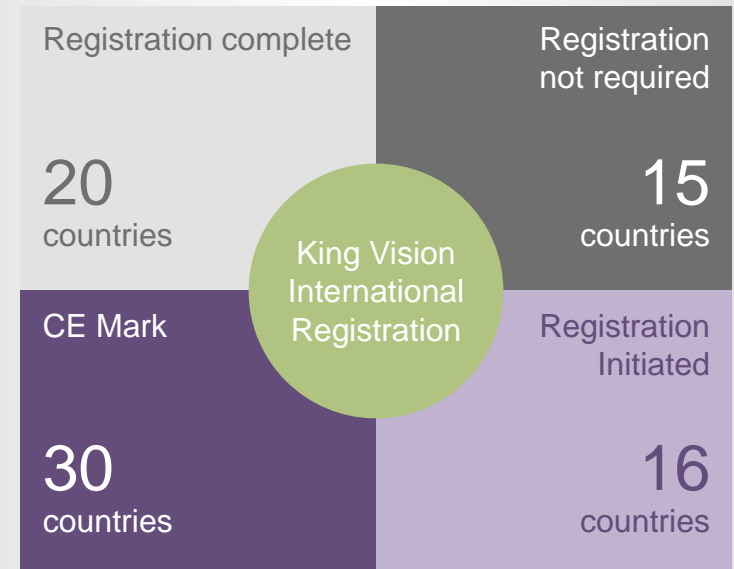 Registration complete
20
countries
Registration
not required
15
countries
King Vision
International
Registration
CE Mark
30
countries
Registration
Initiated
16
countries